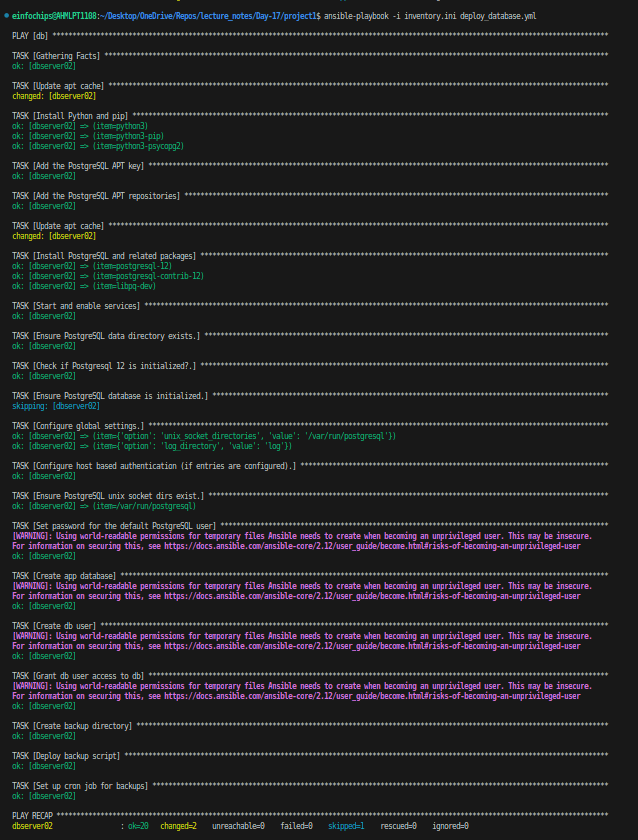 einfochips@AHMLPT1108:~/Desktop/OneDrive/Repos/lecture_notes/Day-17/project1$ ansible-playbook -i inventory.ini deploy_database.yml
PLAY [db] *******************************************************************************************************************************************
TASK [Gathering Facts] ******************************************************************************************************************************
ok: [dbserver02]
TASK [Update apt cache] *****************************************************************************************************************************
changed: [dbserver02]
TASK [Install Python and pip] ***********************************************************************************************************************
ok: [dbserver02] => (item=python3)
ok: [dbserver02] => (item=python3-pip)
ok: [dbserver02] => (item=python3-psycopg2)
TASK [Add the PostgreSQL APT key] *******************************************************************************************************************
ok: [dbserver02]
TASK [Add the PostgreSQL APT repositories] **********************************************************************************************************
ok: [dbserver02]
TASK [Update apt cache] *****************************************************************************************************************************
changed: [dbserver02]
TASK [Install PostgreSQL and related packages] ******************************************************************************************************
ok: [dbserver02] => (item=postgresql-12)
ok: [dbserver02] => (item=postgresql-contrib-12)
ok: [dbserver02] => (item=libpq-dev)
TASK [Start and enable services] ********************************************************************************************************************
ok: [dbserver02]
TASK [Ensure PostgreSQL data directory exists.] *****************************************************************************************************
ok: [dbserver02]
TASK [Check if Postgresql 12 is initialized?.] ******************************************************************************************************
ok: [dbserver02]
TASK [Ensure PostgreSQL database is initialized.] ***************************************************************************************************
skipping: [dbserver02]
TASK [Configure global settings.] *******************************************************************************************************************
ok: [dbserver02] => (item={'option': 'unix_socket_directories', 'value': '/var/run/postgresql'})
ok: [dbserver02] => (item={'option': 'log_directory', 'value': 'log'})
TASK [Configure host based authentication (if entries are configured).] *****************************************************************************
ok: [dbserver02]
TASK [Ensure PostgreSQL unix socket dirs exist.] ****************************************************************************************************
ok: [dbserver02] => (item=/var/run/postgresql)
TASK [Set password for the default PostgreSQL user] *************************************************************************************************
[WARNING]: Using world-readable permissions for temporary files Ansible needs to create when becoming an unprivileged user. This may be insecure.
For information on securing this, see https://docs.ansible.com/ansible-core/2.12/user_guide/become.html#risks-of-becoming-an-unprivileged-user
ok: [dbserver02]
TASK [Create app database] **************************************************************************************************************************
[WARNING]: Using world-readable permissions for temporary files Ansible needs to create when becoming an unprivileged user. This may be insecure.
For information on securing this, see https://docs.ansible.com/ansible-core/2.12/user_guide/become.html#risks-of-becoming-an-unprivileged-user
ok: [dbserver02]
TASK [Create db user] *******************************************************************************************************************************
[WARNING]: Using world-readable permissions for temporary files Ansible needs to create when becoming an unprivileged user. This may be insecure.
For information on securing this, see https://docs.ansible.com/ansible-core/2.12/user_guide/become.html#risks-of-becoming-an-unprivileged-user
ok: [dbserver02]
TASK [Grant db user access to db] *******************************************************************************************************************
[WARNING]: Using world-readable permissions for temporary files Ansible needs to create when becoming an unprivileged user. This may be insecure.
For information on securing this, see https://docs.ansible.com/ansible-core/2.12/user_guide/become.html#risks-of-becoming-an-unprivileged-user
ok: [dbserver02]
TASK [Create backup directory] **********************************************************************************************************************
ok: [dbserver02]
TASK [Deploy backup script] *************************************************************************************************************************
ok: [dbserver02]
TASK [Set up cron job for backups] ******************************************************************************************************************
ok: [dbserver02]
PLAY RECAP ******************************************************************************************************************************************
dbserver02 : ok=20 changed=2 unreachable=0 failed=0 skipped=1 rescued=0 ignored=0